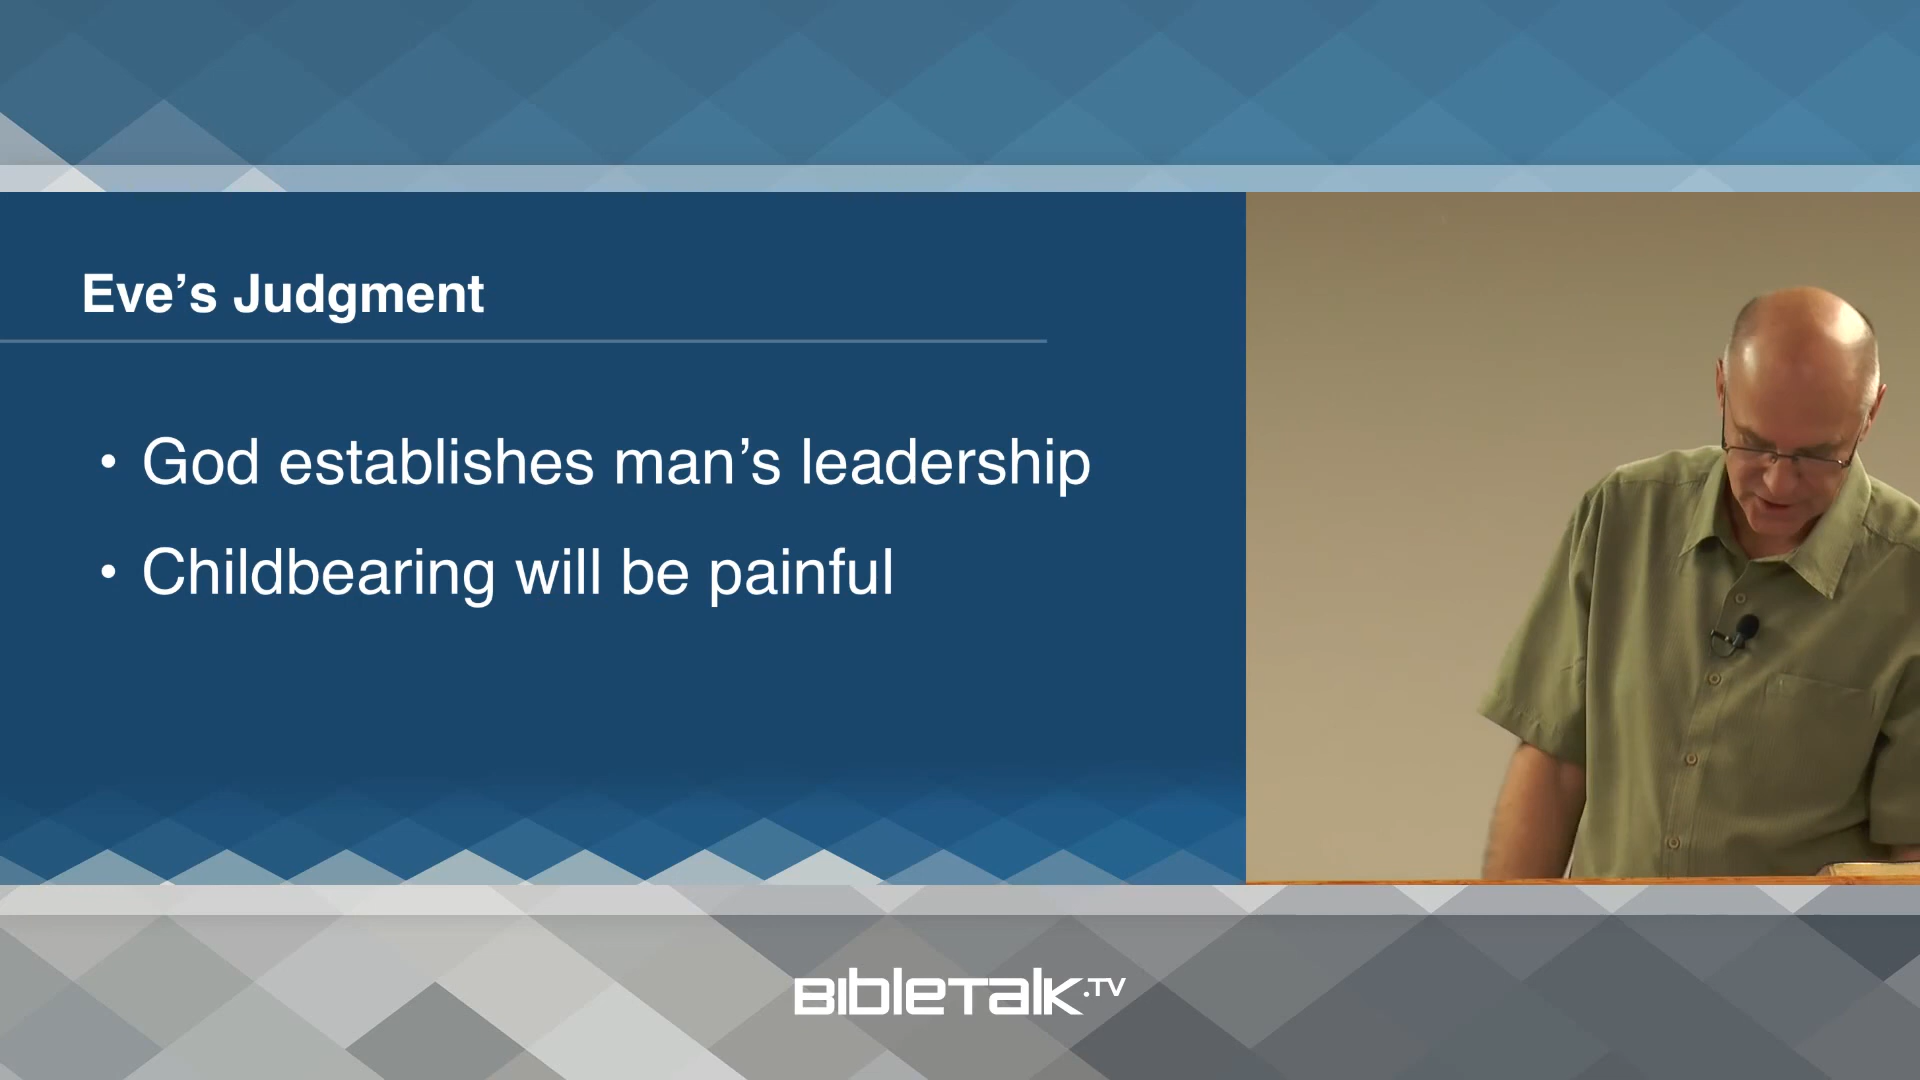 Eve’s Judgment
• God establishes man’s leadership
• Childbearing will be painful
BibleTalk.TV